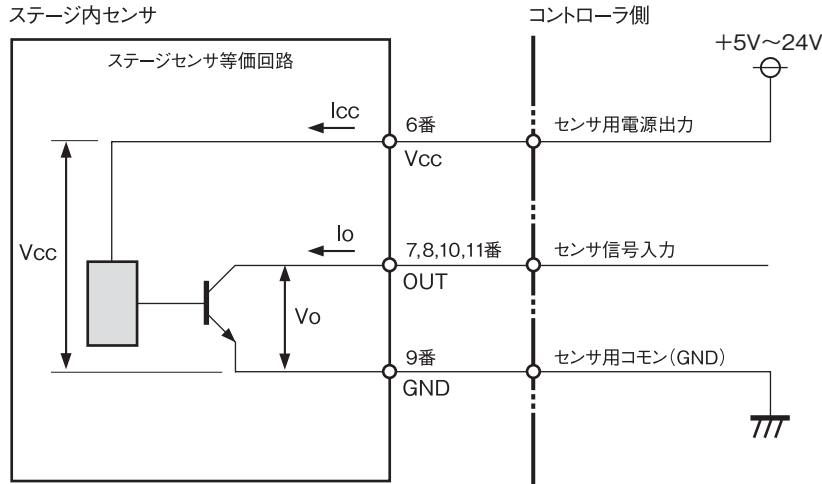 ステージ内センサ
コントローラ側
+5V〜24V
ステージセンサ等価回路
Icc
6番
センサ用電源出力
Vcc
Vcc
Io
7,8,10,11番
センサ信号入力
OUT
Vo
9番
センサ用コモン(GND)
GND